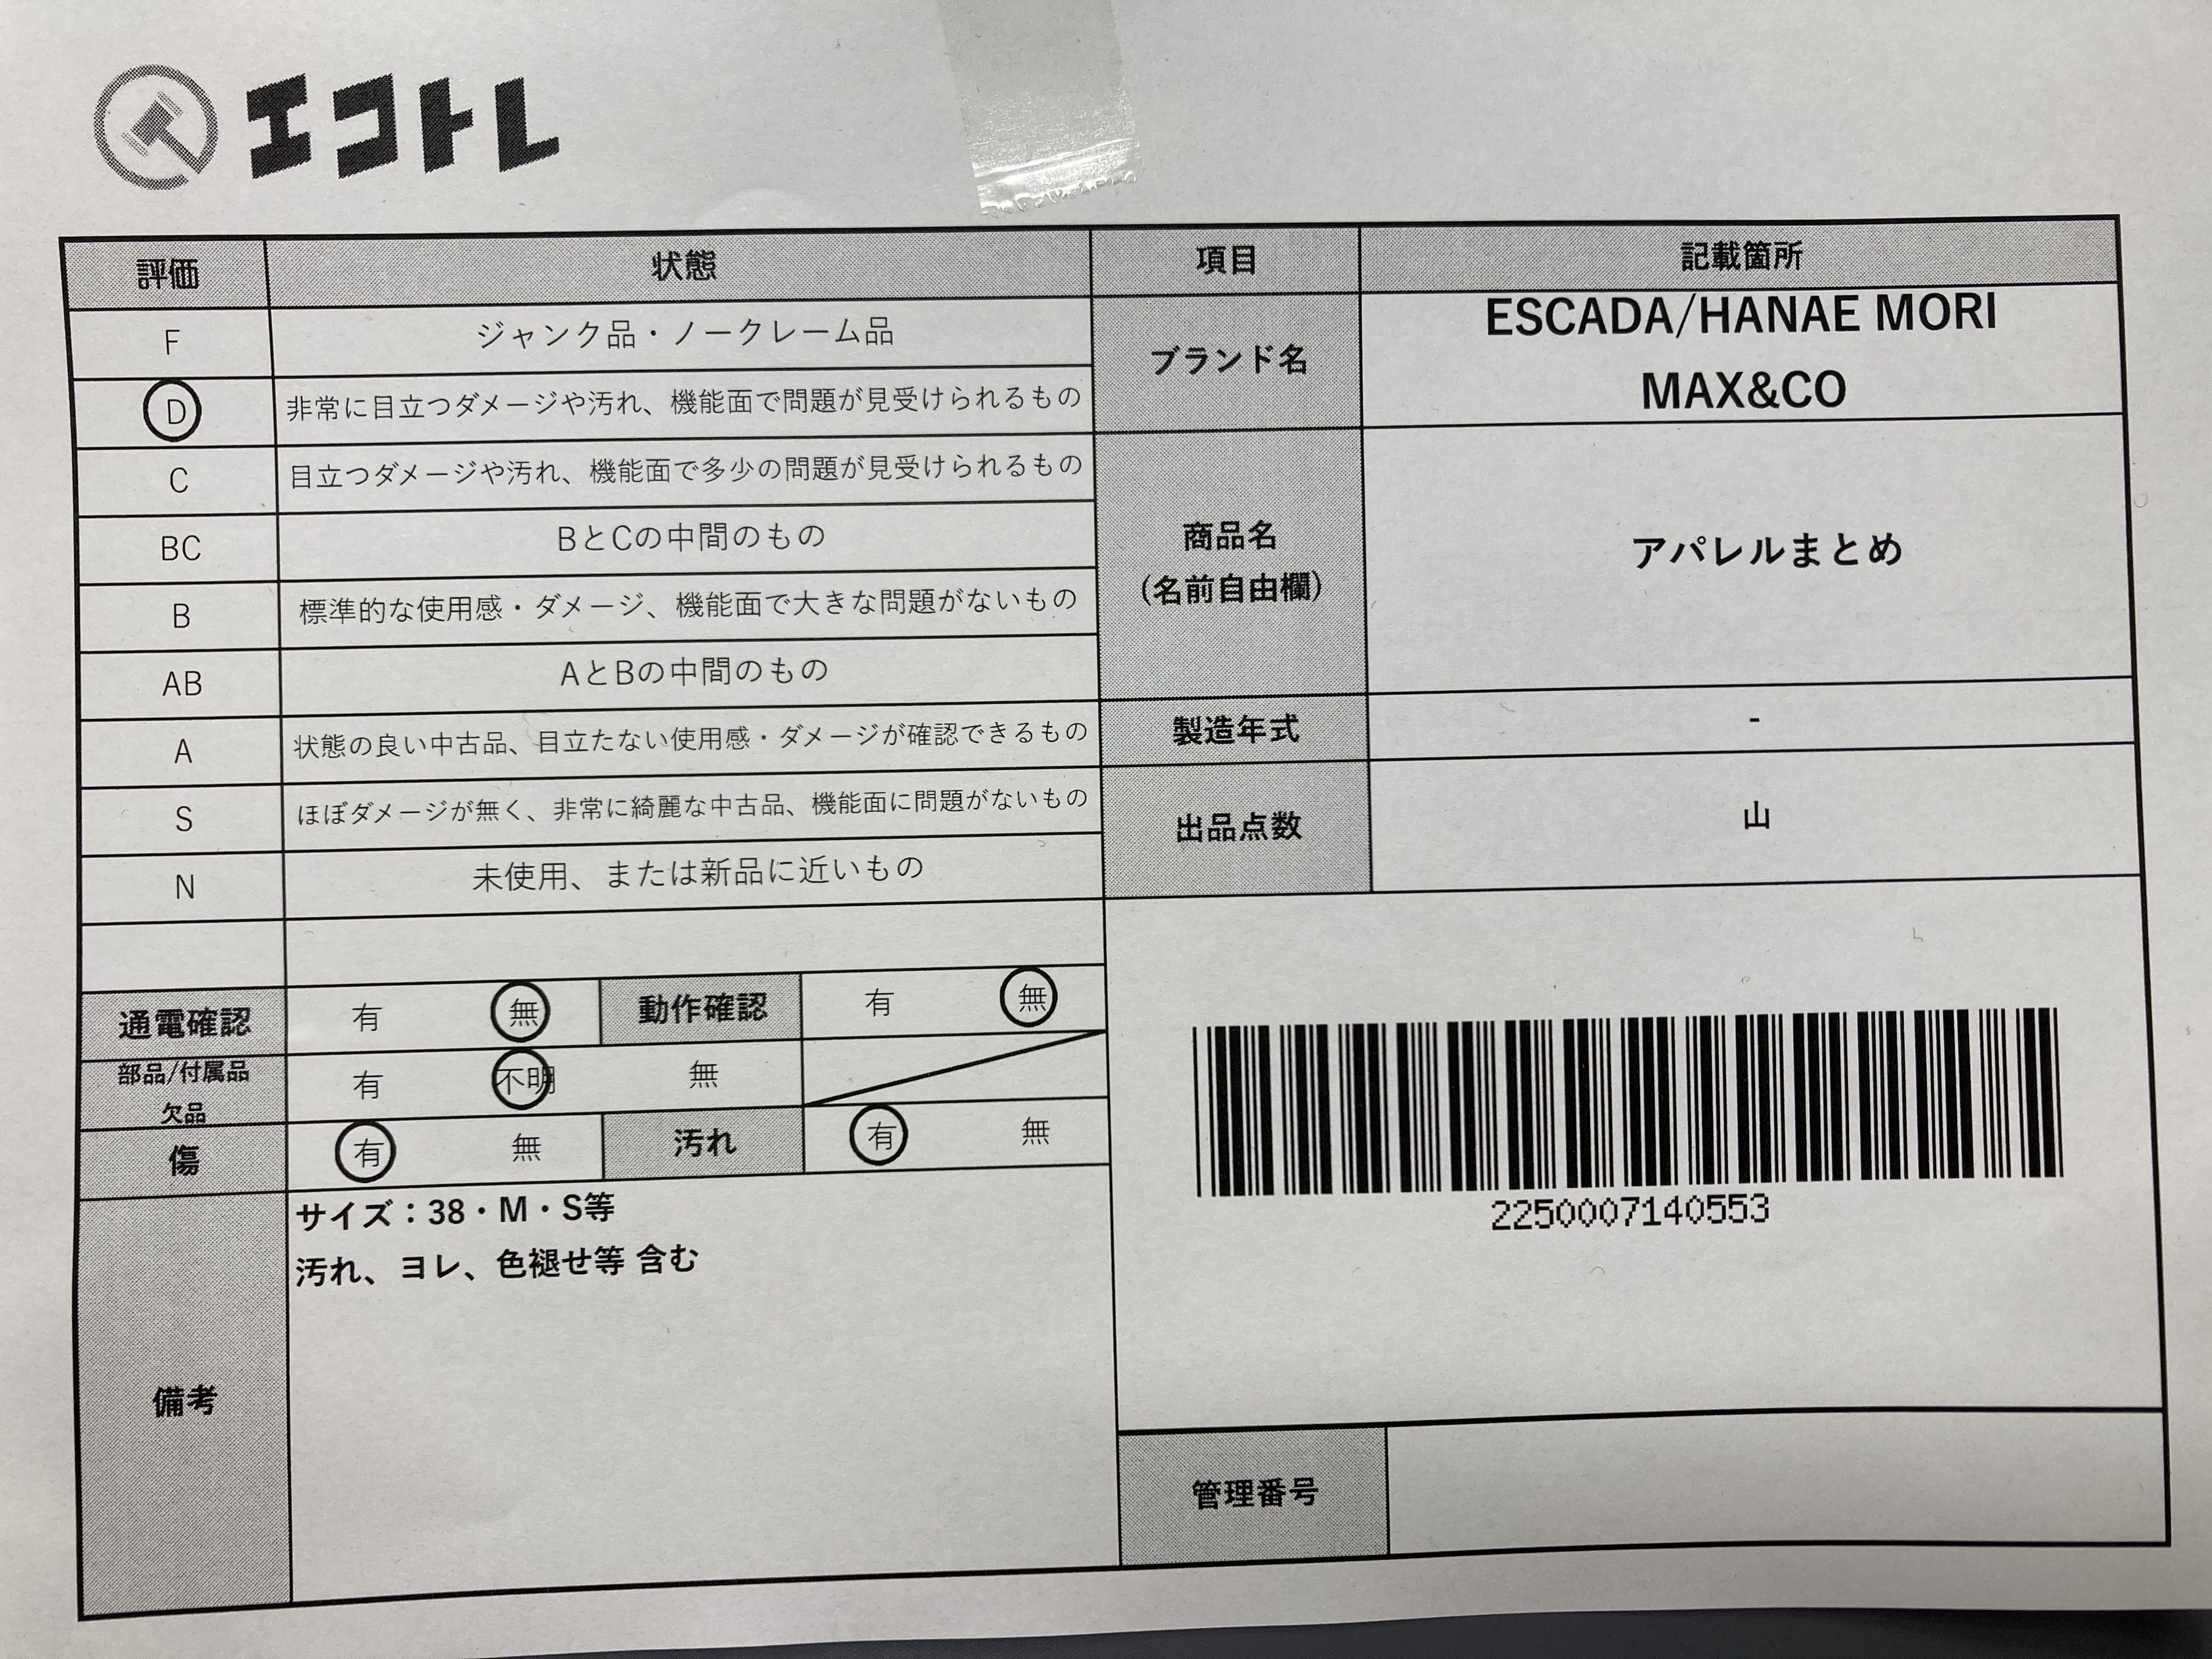 エコトレ
評価 状態 項目 記載箇所
F ジャンク品・ノークレーム品
D 非常に目立つダメージや汚れ、機能面で問題が見受けられるもの
C 目立つダメージや汚れ、機能面で多少の問題が見受けられるもの
BC BとCの中間のもの
B 標準的な使用感・ダメージ、機能面で大きな問題がないもの
AB AとBの中間のもの
A 状態の良い中古品、目立たない使用感・ダメージが確認できるもの
S ほぼダメージが無く、非常に綺麗な中古品、機能面に問題がないもの
N 未使用、または新品に近いもの
ブランド名
ESCADA/HANAE MORI
MAX&CO
商品名
（名前自由欄）
アパレルまとめ
製造年式 -
出品点数 山
通電確認 有 無 動作確認 有 無
部品/付属品
欠品
有 不明 無
傷 有 無 汚れ 有 無
備考
サイズ：38・M・S等
汚れ、ヨレ、色褪せ等 含む
2250007140553
管理番号